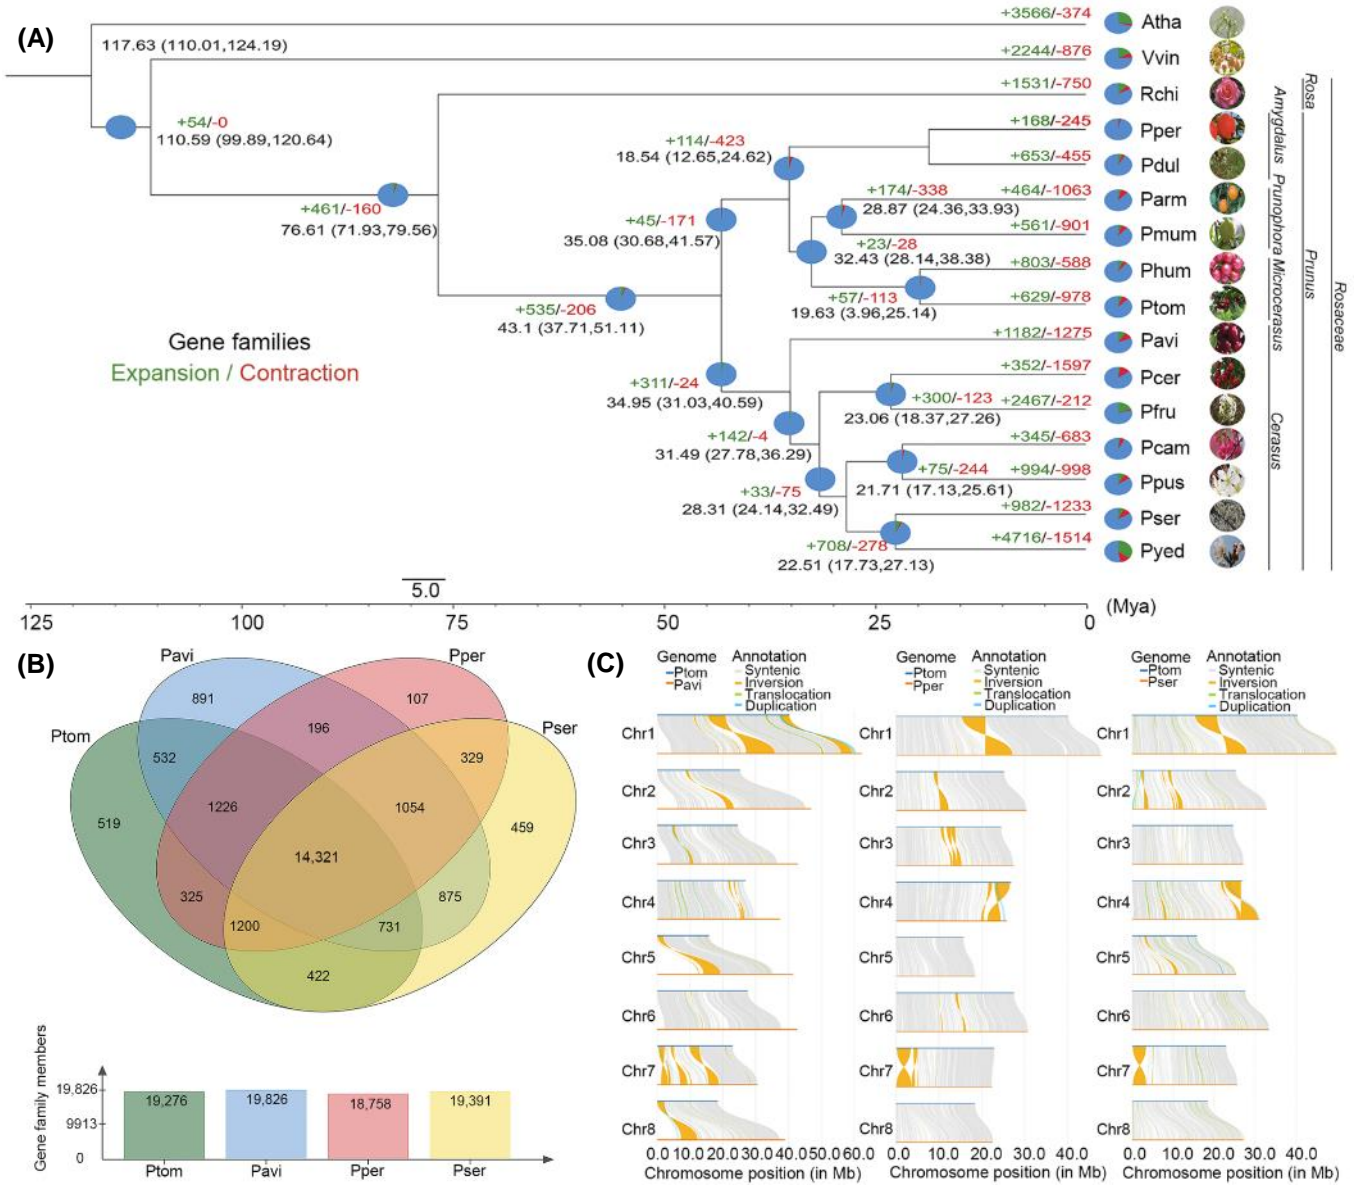 (A)
+3566/-374 Atha
117.63 (110.01,124.19)
+2244/-876 Vvin
+1531/-750 Rchi
Rosa
+54/-0
110.59 (99.89,120.64)
+168/-245 Pper
+114/-423
18.54 (12.65,24.62)
+653/-455 Pdul
Amygdalus
+461/-160
76.61 (71.93,79.56)
+174/-338
28.87 (24.36,33.93)
+464/-1063 Parm
+45/-171
35.08 (30.68,41.57)
+561/-901 Pmum
Prunophora
+23/-28
32.43 (28.14,38.38)
+803/-588 Phum
+57/-113
19.63 (3.96,25.14)
+629/-978 Ptom
Microcerasus
Prunus
Rosaceae
+535/-206
43.1 (37.71,51.11)
Gene families
Expansion / Contraction
+1182/-1275 Pavi
+311/-24
34.95 (31.03,40.59)
+352/-1597 Pcer
+300/-123
23.06 (18.37,27.26)
+2467/-212 Pfru
+142/-4
31.49 (27.78,36.29)
+345/-683 Pcam
Cerasus
+75/-244
21.71 (17.13,25.61)
+994/-998 Ppus
+33/-75
28.31 (24.14,32.49)
+982/-1233 Pser
+708/-278
22.51 (17.73,27.13)
+4716/-1514 Pyed
5.0
125 100 75 50 25 0 (Mya)
(B)
Pavi Pper
Ptom Pser
891 107
196
532 329
1226 1054
519 459
14,321
325 875
1200 731
422
Gene family members
19,826
9913
0
19,276 19,826 18,758 19,391
Ptom Pavi Pper Pser
(C)
Genome Annotation
Ptom Syntenic
Pavi Inversion
Translocation
Duplication
Chr1
Chr2
Chr3
Chr4
Chr5
Chr6
Chr7
Chr8
0.0 10.0 20.0 30.0 40.0 50.0 60.0
Chromosome position (in Mb)
Genome Annotation
Ptom Syntenic
Pper Inversion
Translocation
Duplication
Chr1
Chr2
Chr3
Chr4
Chr5
Chr6
Chr7
Chr8
0.0 10.0 20.0 30.0 40.0
Chromosome position (in Mb)
Genome Annotation
Ptom Syntenic
Pser Inversion
Translocation
Duplication
Chr1
Chr2
Chr3
Chr4
Chr5
Chr6
Chr7
Chr8
0.0 10.0 20.0 30.0 40.0
Chromosome position (in Mb)